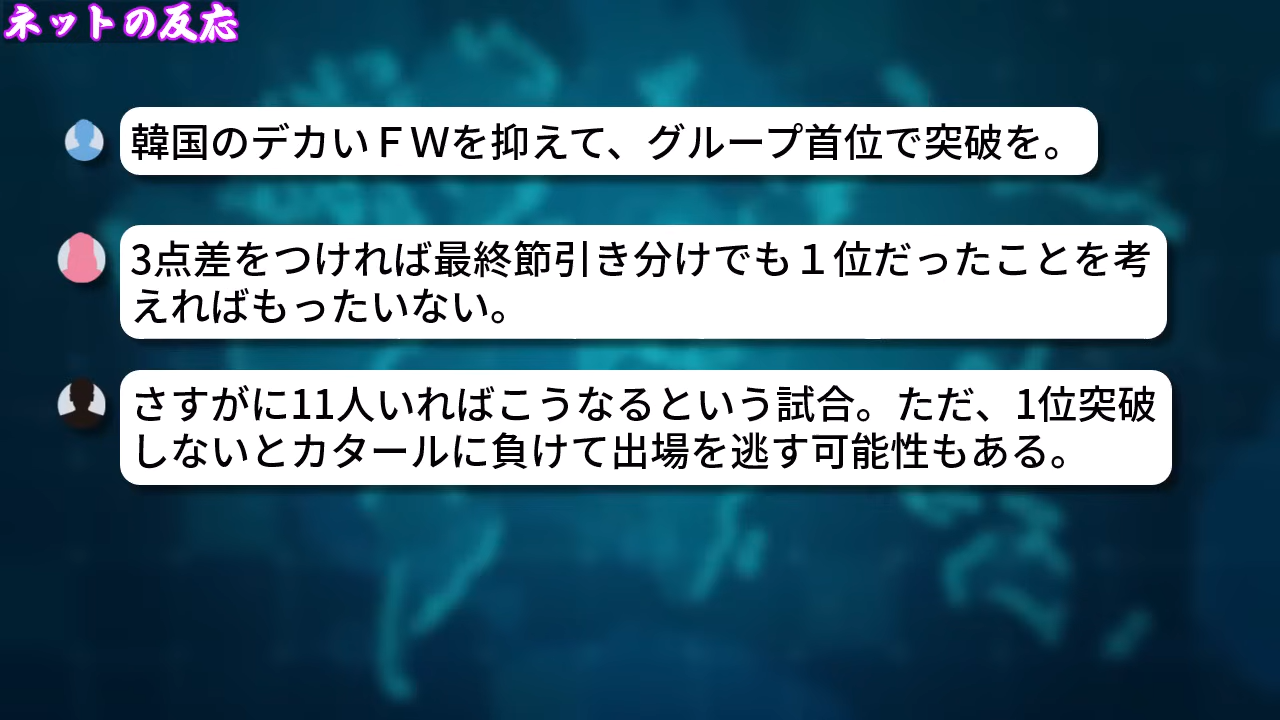 ネットの反応
韓国のデカいＦＷを抑えて、グループ首位で突破を。
3点差をつければ最終節引き分けでも１位だったことを考
えればもったいない。
さすがに11人いればこうなるという試合。ただ、1位突破
しないとカタールに負けて出場を逃す可能性もある。